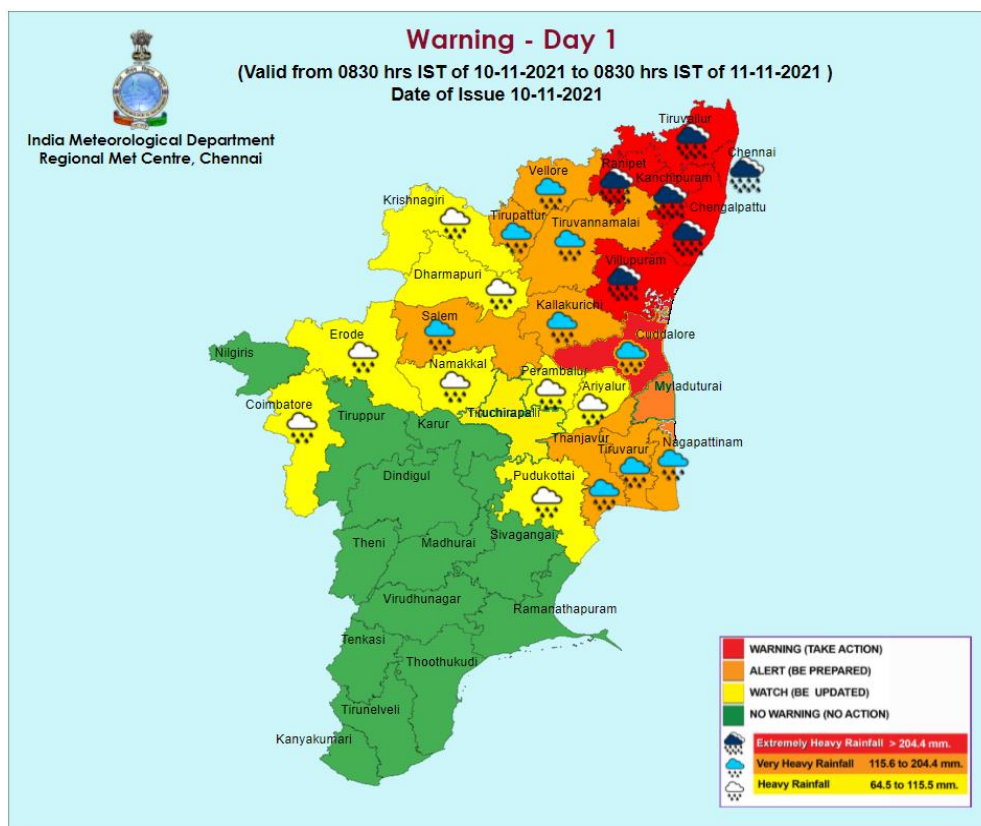 Warning - Day 1
(Valid from 0830 hrs IST of 10-11-2021 to 0830 hrs IST of 11-11-2021 )
Date of Issue 10-11-2021
India Meteorological Department
Regional Met Centre, Chennai
Tiruvallur
Chennai
Ranipet
Kanchipuram
Vellore
Krishnagiri
Chengalpattu
Tirupattur
Tiruvannamalai
Villupuram
Dharmapuri
Kallakurichi
Salem
Cuddalore
Erode
Nilgiris
Namakkal
Perambalur
Ariyalur
Myladuturai
Coimbatore
Tiruppur
Karur
Tiruchirapalli
Thanjavur
Tiruvarur
Nagapattinam
Dindigul
Pudukottai
Sivagangai
Theni
Madhurai
Virudhunagar
Ramanathapuram
Tenkasi
Thoothukudi
Tirunelveli
Kanyakumari
WARNING (TAKE ACTION)
ALERT (BE PREPARED)
WATCH (BE UPDATED)
NO WARNING (NO ACTION)
Extremely Heavy Rainfall > 204.4 mm.
Very Heavy Rainfall 115.6 to 204.4 mm.
Heavy Rainfall 64.5 to 115.5 mm.